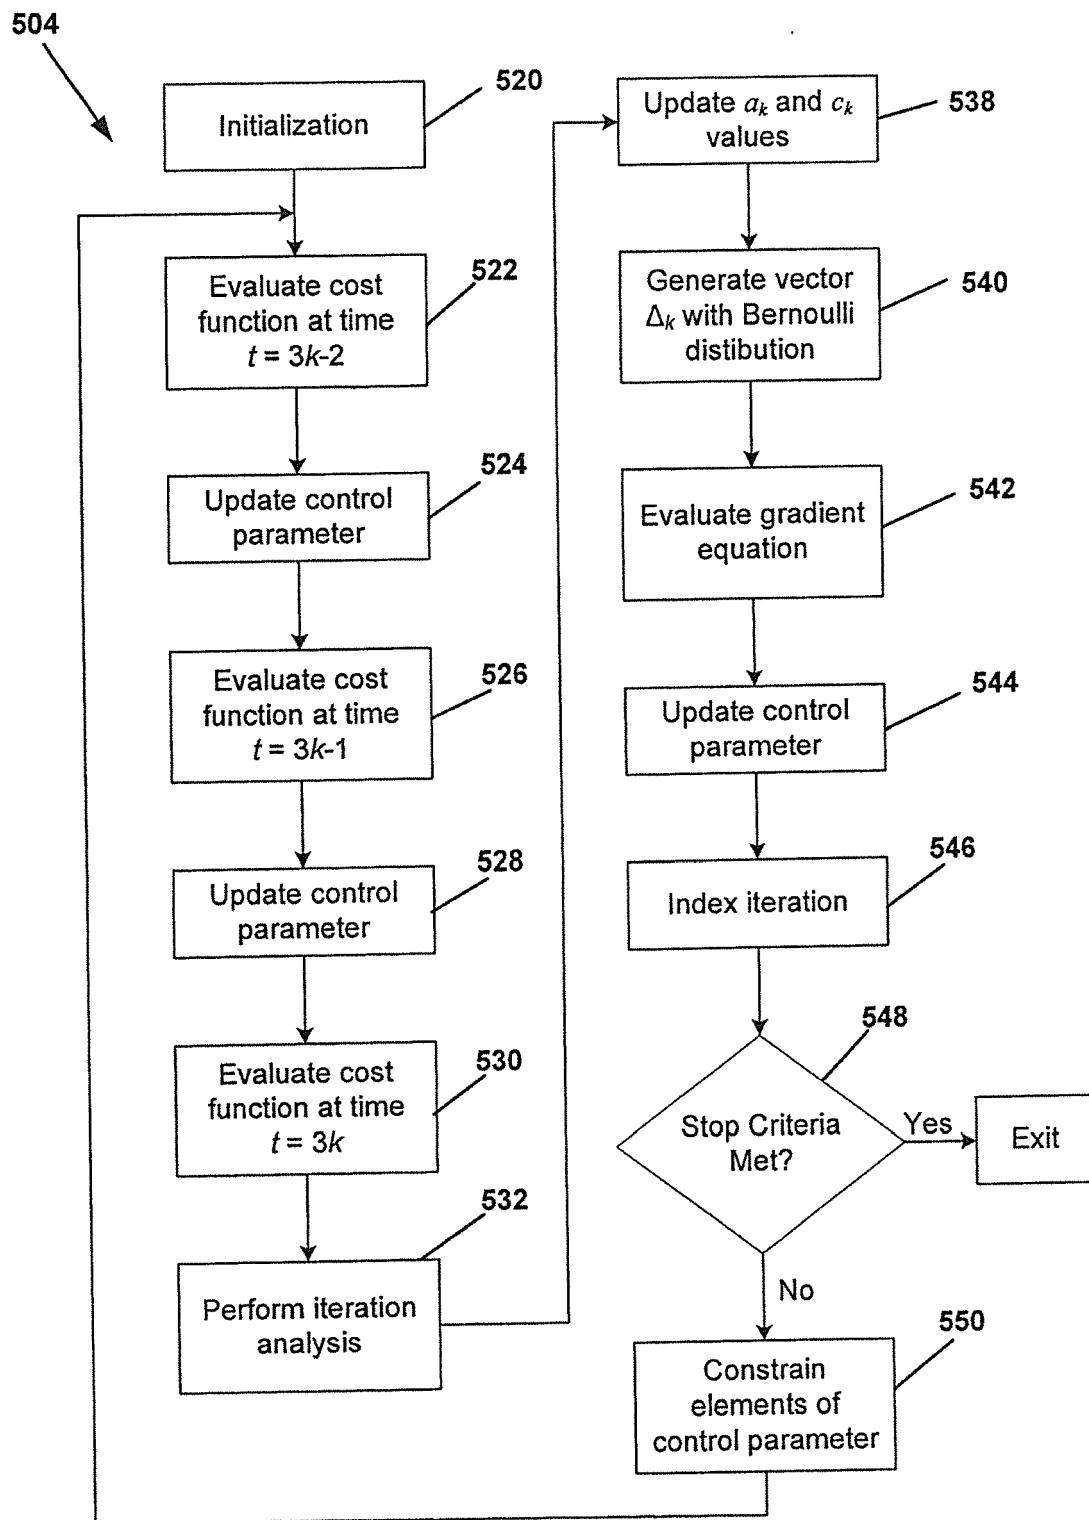 504
520
Initialization
Evaluate cost
function at time
t = 3k-2
522
524
Update control
parameter
Evaluate cost
function at time
t = 3k-1
526
528
Update control
parameter
Evaluate cost
function at time
t = 3k
530
532
Perform iteration
analysis
Update aₖ and cₖ
values
538
Generate vector
Δₖ with Bernoulli
distibution
540
Evaluate gradient
equation
542
Update control
parameter
544
546
Index iteration
548
Stop Criteria
Met?
Yes
Exit
No
550
Constrain
elements of
control parameter